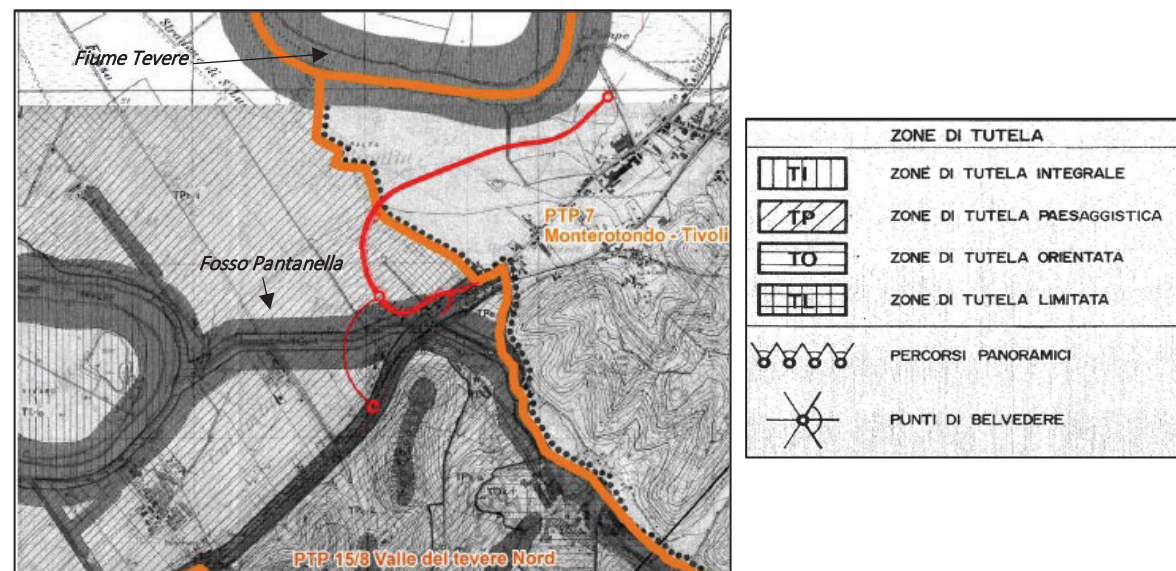 Fiume Tevere
Fosso
Pompe
PTP 7
Monterotondo - Tivoli
Fosso Pantanella
PTP 15/8 Valle del tevere Nord
ZONE DI TUTELA
TI ZONE DI TUTELA INTEGRALE
TP ZONE DI TUTELA PAESAGGISTICA
TO ZONE DI TUTELA ORIENTATA
TL ZONE DI TUTELA LIMITATA
PERCORSI PANORAMICI
PUNTI DI BELVEDERE